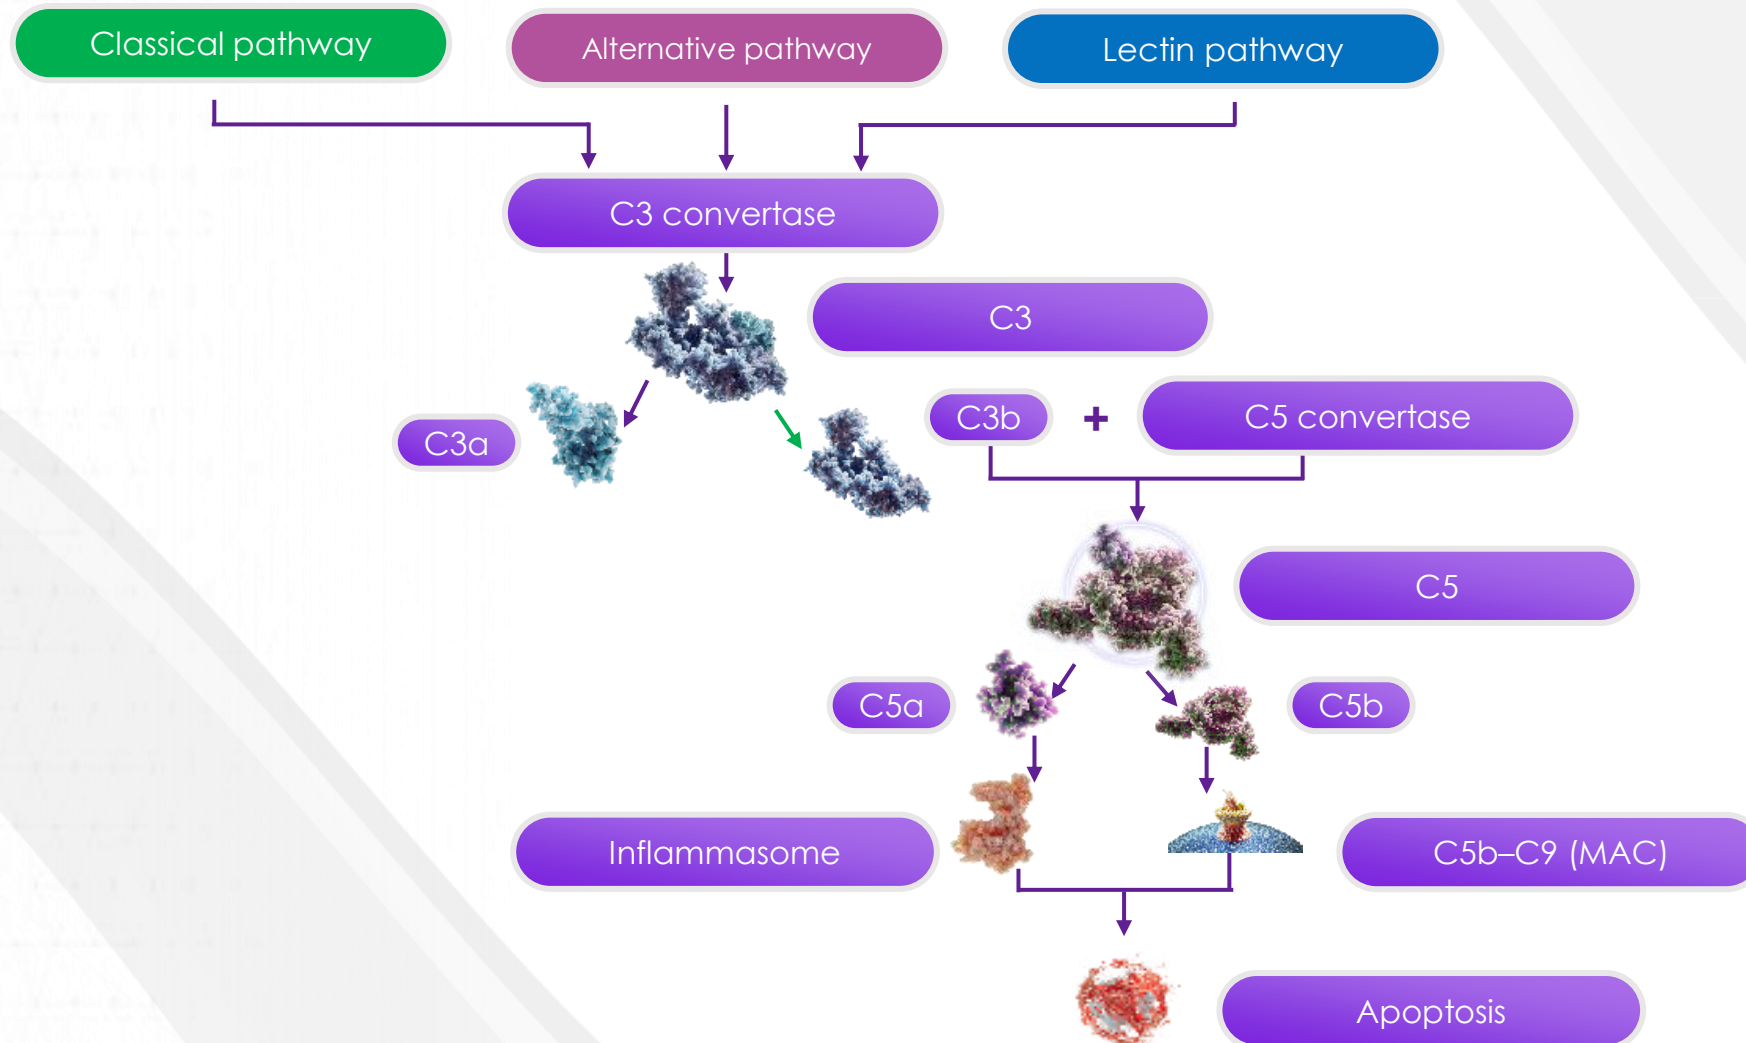 Classical pathway
Alternative pathway
Lectin pathway
C3 convertase
C3
C3a
C3b + C5 convertase
C5
C5a
C5b
Inflammasome
C5b–C9 (MAC)
Apoptosis